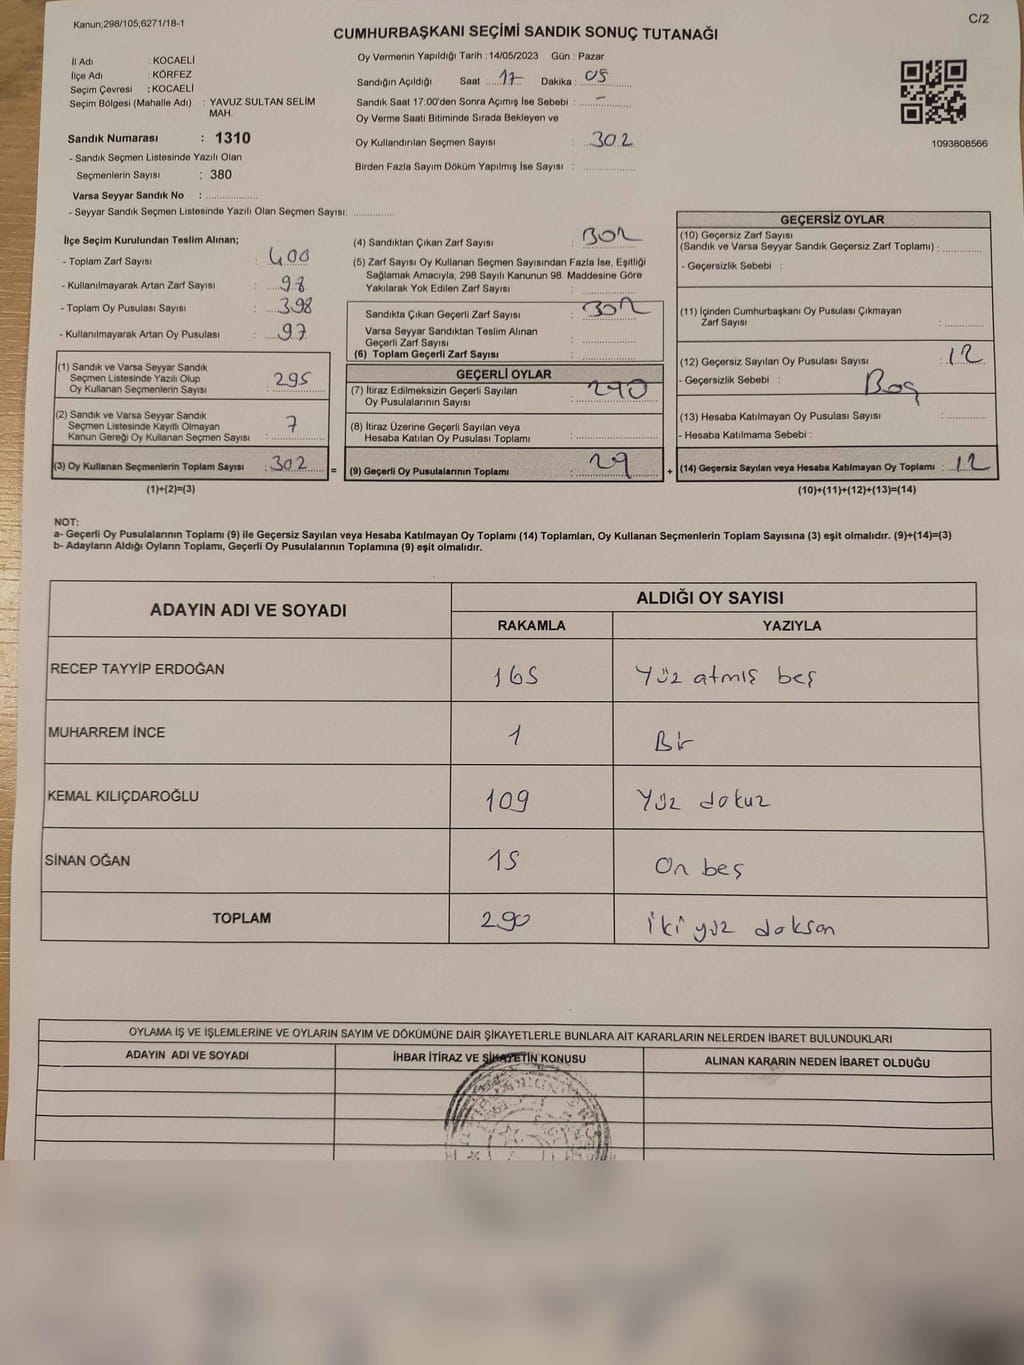 Kanun;298/105;6271/18-1
C/2
CUMHURBAŞKANI SEÇİMİ SANDIK SONUÇ TUTANAĞI
İl Adı : KOCAELİ
İlçe Adı : KÖRFEZ
Seçim Çevresi : KOCAELİ
Seçim Bölgesi (Mahalle Adı) : YAVUZ SULTAN SELİM MAH.
Sandık Numarası : 1310
- Sandık Seçmen Listesinde Yazılı Olan
Seçmenlerin Sayısı : 380
Varsa Seyyar Sandık No :
- Seyyar Sandık Seçmen Listesinde Yazılı Olan Seçmen Sayısı:
Oy Vermenin Yapıldığı Tarih : 14/05/2023 Gün : Pazar
Sandığın Açıldığı Saat : 17 Dakika : 05
Sandık Saat 17:00'den Sonra Açımış İse Sebebi : -
Oy Verme Saati Bitiminde Sırada Bekleyen ve
Oy Kullandırılan Seçmen Sayısı : 302
Birden Fazla Sayım Döküm Yapılmış İse Sayısı :
1093808566
İlçe Seçim Kurulundan Teslim Alınan;
- Toplam Zarf Sayısı : 400
- Kullanılmayarak Artan Zarf Sayısı : 98
- Toplam Oy Pusulası Sayısı : 398
- Kullanılmayarak Artan Oy Pusulası : 97
(1) Sandık ve Varsa Seyyar Sandık
Seçmen Listesinde Yazılı Olup
Oy Kullanan Seçmenlerin Sayısı : 295
(2) Sandık ve Varsa Seyyar Sandık
Seçmen Listesinde Kayıtlı Olmayan
Kanun Gereği Oy Kullanan Seçmen Sayısı : 7
(3) Oy Kullanan Seçmenlerin Toplam Sayısı : 302 =
(1)+(2)=(3)
(4) Sandıktan Çıkan Zarf Sayısı : 302
(5) Zarf Sayısı Oy Kullanan Seçmen Sayısından Fazla İse, Eşitliği
Sağlamak Amacıyla, 298 Sayılı Kanunun 98. Maddesine Göre
Yakılarak Yok Edilen Zarf Sayısı :
Sandıkta Çıkan Geçerli Zarf Sayısı : 302
Varsa Seyyar Sandıktan Teslim Alınan
Geçerli Zarf Sayısı :
(6) Toplam Geçerli Zarf Sayısı :
GEÇERLİ OYLAR
(7) İtiraz Edilmeksizin Geçerli Sayılan
Oy Pusulalarının Sayısı : 290
(8) İtiraz Üzerine Geçerli Sayılan veya
Hesaba Katılan Oy Pusulası Toplamı :
(9) Geçerli Oy Pusulalarının Toplamı : 29 +
GEÇERSİZ OYLAR
(10) Geçersiz Zarf Sayısı
(Sandık ve Varsa Seyyar Sandık Geçersiz Zarf Toplamı) :
- Geçersizlik Sebebi :
(11) İçinden Cumhurbaşkanı Oy Pusulası Çıkmayan
Zarf Sayısı :
(12) Geçersiz Sayılan Oy Pusulası Sayısı : 12
- Geçersizlik Sebebi : Boş
(13) Hesaba Katılmayan Oy Pusulası Sayısı :
- Hesaba Katılmama Sebebi :
(14) Geçersiz Sayılan veya Hesaba Katılmayan Oy Toplamı : 12
(10)+(11)+(12)+(13)=(14)
NOT:
a- Geçerli Oy Pusulalarının Toplamı (9) ile Geçersiz Sayılan veya Hesaba Katılmayan Oy Toplamı (14) Toplamları, Oy Kullanan Seçmenlerin Toplam Sayısına (3) eşit olmalıdır. (9)+(14)=(3)
b- Adayların Aldığı Oyların Toplamı, Geçerli Oy Pusulalarının Toplamına (9) eşit olmalıdır.
ADAYIN ADI VE SOYADI
ALDIĞI OY SAYISI
RAKAMLA YAZIYLA
RECEP TAYYİP ERDOĞAN 165 Yüz atmış beş
MUHARREM İNCE 1 Bir
KEMAL KILIÇDAROĞLU 109 Yüz dokuz
SİNAN OĞAN 15 On beş
TOPLAM 290 İki yüz doksan
OYLAMA İŞ VE İŞLEMLERİNE VE OYLARIN SAYIM VE DÖKÜMÜNE DAİR ŞİKAYETLERLE BUNLARA AİT KARARLARIN NELERDEN İBARET BULUNDUKLARI
ADAYIN ADI VE SOYADI
İHBAR İTİRAZ VE ŞİKAYETİN KONUSU
ALINAN KARARIN NEDEN İBARET OLDUĞU